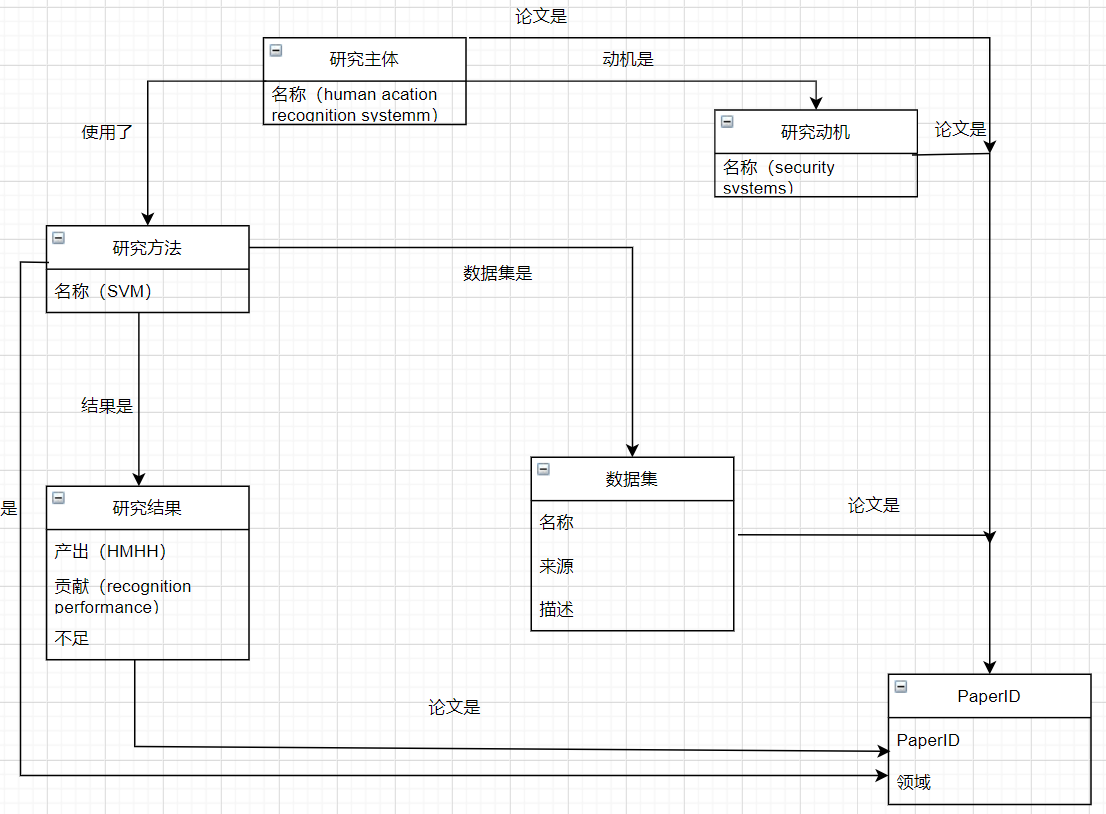 论文是
研究主体
动机是
名称（human acation
recognition systemm）
使用了
研究动机
论文是
名称（security
systems）
研究方法
数据集是
名称（SVM）
结果是
数据集
研究结果
是
论文是
名称
产出（HMHH）
来源
贡献（recognition
performance）
描述
不足
论文是
PaperID
PaperID
领域